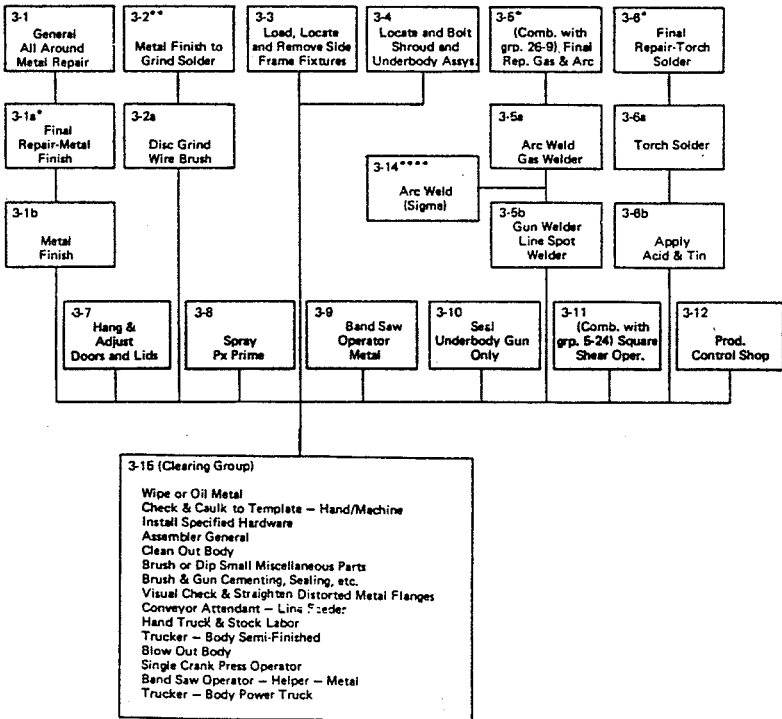 3-1
General
All Around
Metal Repair
3-2**
Metal Finish to
Grind Solder
3-3
Load, Locate
and Remove Side
Frame Fixtures
3-4
Locate and Bolt
Shroud and
Underbody Assys.
3-5*
(Comb. with
grp. 26-9) Final
Rep. Gas & Arc
3-6*
Final
Repair-Torch
Solder
3-1a*
Final
Repair-Metal
Finish
3-2a
Disc Grind
Wire Brush
3-14****
Arc Weld
(Sigma)
3-5a
Arc Weld
Gas Welder
3-6a
Torch Solder
3-1b
Metal
Finish
3-5b
Gun Welder
Line Spot
Welder
3-6b
Apply
Acid & Tin
3-7
Hang &
Adjust
Doors and Lids
3-8
Spray
Px Prime
3-9
Band Saw
Operator
Metal
3-10
Seal
Underbody Gun
Only
3-11
(Comb. with
grp. 5-24) Square
Shear Oper.
3-12
Prod.
Control Shop
3-15 (Clearing Group)
Wipe or Oil Metal
Check & Caulk to Template – Hand/Machine
Install Specified Hardware
Assembler General
Clean Out Body
Brush or Dip Small Miscellaneous Parts
Brush & Gun Cementing, Sealing, etc.
Visual Check & Straighten Distorted Metal Flanges
Conveyor Attendant – Line Feeder
Hand Truck & Stock Labor
Trucker – Body Semi-Finished
Blow Out Body
Single Crank Press Operator
Band Saw Operator – Helper – Metal
Trucker – Body Power Truck